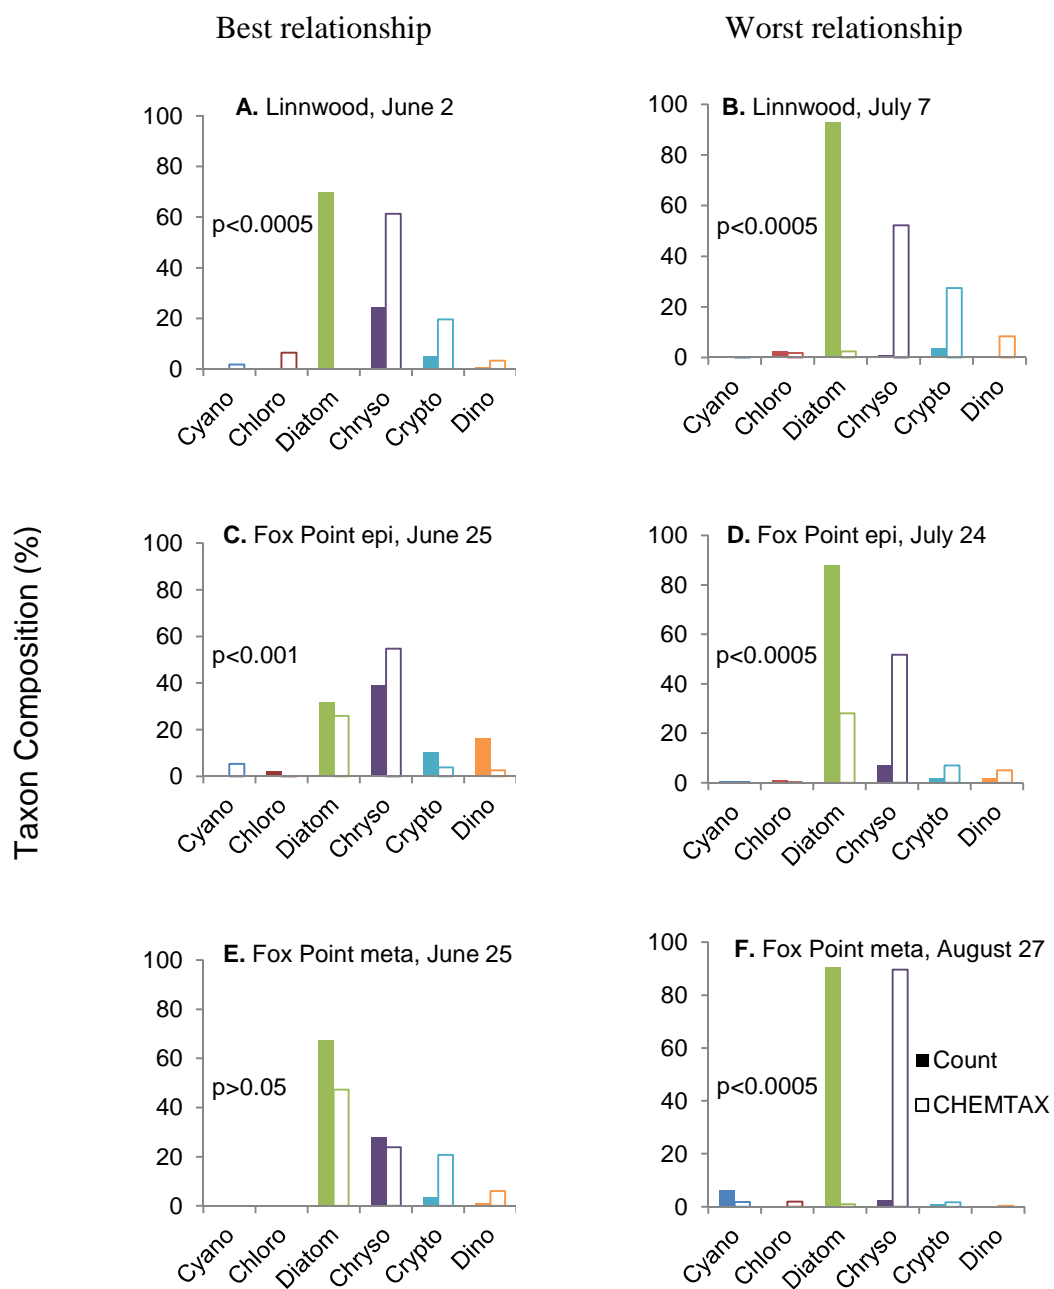 Best relationship
Worst relationship
Taxon Composition (%)
A. Linnwood, June 2
100
80
60
40
20
0
p<0.0005
Cyano
Chloro
Diatom
Chryso
Crypto
Dino
B. Linnwood, July 7
100
80
60
40
20
0
p<0.0005
Cyano
Chloro
Diatom
Chryso
Crypto
Dino
C. Fox Point epi, June 25
100
80
60
40
20
0
p<0.001
Cyano
Chloro
Diatom
Chryso
Crypto
Dino
D. Fox Point epi, July 24
100
80
60
40
20
0
p<0.0005
Cyano
Chloro
Diatom
Chryso
Crypto
Dino
E. Fox Point meta, June 25
100
80
60
40
20
0
p>0.05
Cyano
Chloro
Diatom
Chryso
Crypto
Dino
F. Fox Point meta, August 27
100
80
60
40
20
0
p<0.0005
Count
CHEMTAX
Cyano
Chloro
Diatom
Chryso
Crypto
Dino